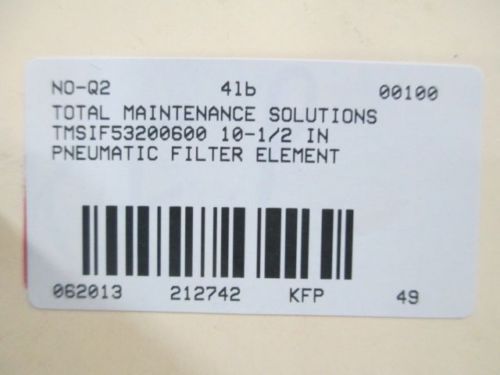 NO-Q2 41b 00100
TOTAL MAINTENANCE SOLUTIONS
TMSIF53200600 10-1/2 IN
PNEUMATIC FILTER ELEMENT
062013 212742 KFP 49